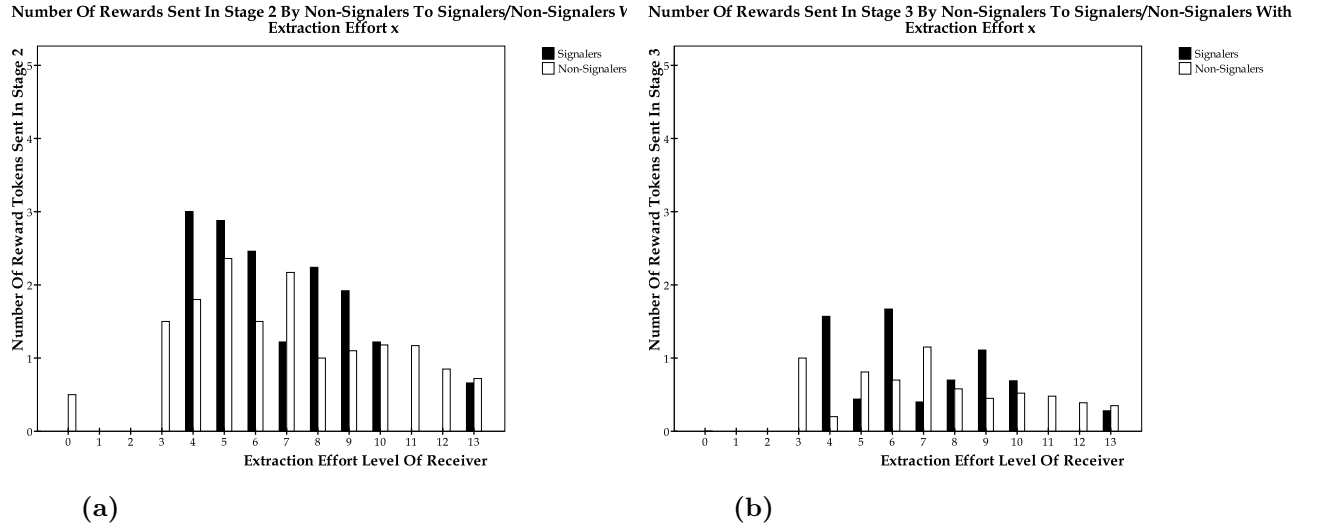 Number Of Rewards Sent In Stage 2 By Non-Signalers To Signalers/Non-Signalers
Extraction Effort x
Signalers
Non-Signalers
Number Of Reward Tokens Sent In Stage 2
5
4
3
2
1
0
0 1 2 3 4 5 6 7 8 9 10 11 12 13
Extraction Effort Level Of Receiver
(a)
Number Of Rewards Sent In Stage 3 By Non-Signalers To Signalers/Non-Signalers With
Extraction Effort x
Signalers
Non-Signalers
Number Of Reward Tokens Sent In Stage 3
5
4
3
2
1
0
0 1 2 3 4 5 6 7 8 9 10 11 12 13
Extraction Effort Level Of Receiver
(b)